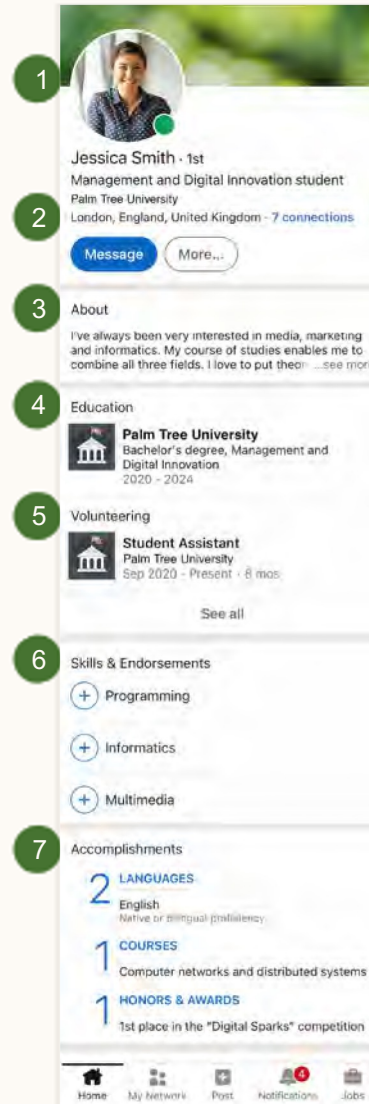 1
Jessica Smith · 1st
Management and Digital Innovation student
Palm Tree University
2
London, England, United Kingdom · 7 connections
Message
More...
3
About
I've always been very interested in media, marketing
and informatics. My course of studies enables me to
combine all three fields. I love to put theor ...see mor
4
Education
Palm Tree University
Bachelor's degree, Management and
Digital Innovation
2020 - 2024
5
Volunteering
Student Assistant
Palm Tree University
Sep 2020 - Present · 8 mos
See all
6
Skills & Endorsements
+ Programming
+ Informatics
+ Multimedia
7
Accomplishments
2 LANGUAGES
English
Native or bilingual proficiency
1 COURSES
Computer networks and distributed systems
1 HONORS & AWARDS
1st place in the "Digital Sparks" competition
4
Home My Network Post Notifications Jobs